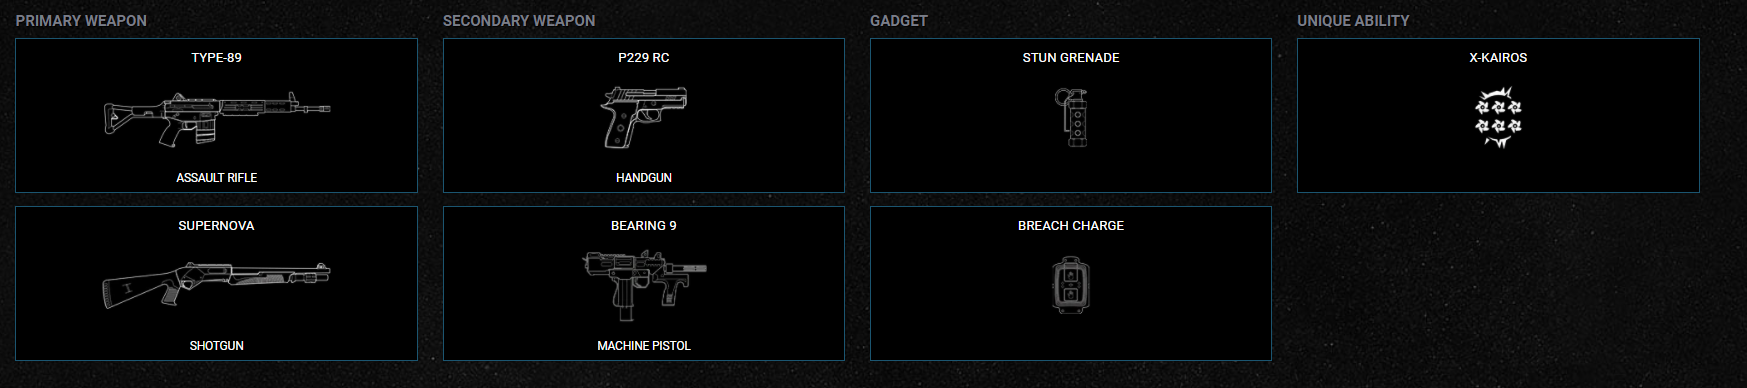 PRIMARY WEAPON
SECONDARY WEAPON
GADGET
UNIQUE ABILITY
TYPE-89
P229 RC
STUN GRENADE
X-KAIROS
ASSAULT RIFLE
HANDGUN
SUPERNOVA
BEARING 9
BREACH CHARGE
SHOTGUN
MACHINE PISTOL